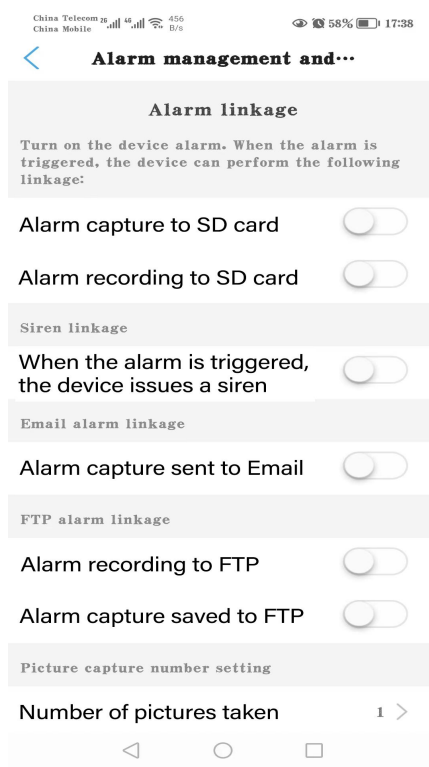 China Telecom 2G 4G 456
China Mobile B/s 58% 17:38
Alarm management and···
Alarm linkage
Turn on the device alarm. When the alarm is
triggered, the device can perform the following
linkage:
Alarm capture to SD card
Alarm recording to SD card
Siren linkage
When the alarm is triggered,
the device issues a siren
Email alarm linkage
Alarm capture sent to Email
FTP alarm linkage
Alarm recording to FTP
Alarm capture saved to FTP
Picture capture number setting
Number of pictures taken 1